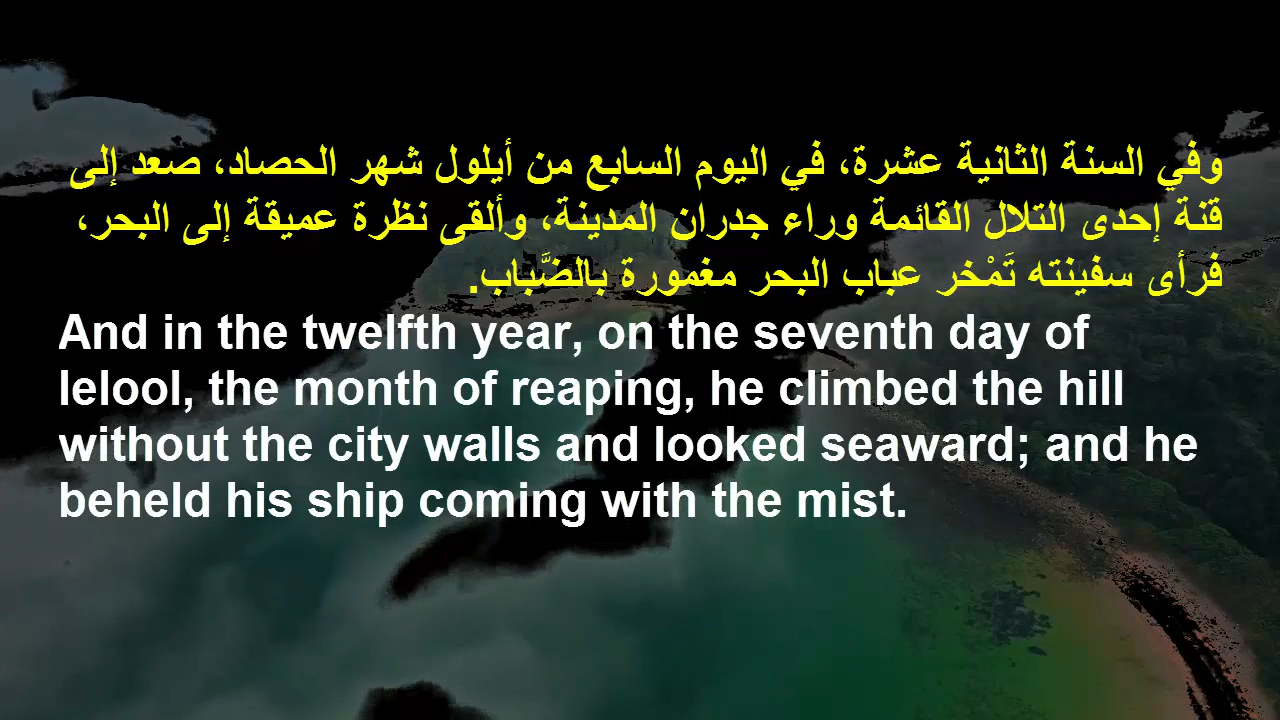 وفي السنة الثانية عشرة، في اليوم السابع من أيلول شهر الحصاد، صعد إلى
قنة إحدى التلال القائمة وراء جدران المدينة، وألقى نظرة عميقة إلى البحر،
فرأى سفينته تَمْخر عباب البحر مغمورة بالضَّباب.
And in the twelfth year, on the seventh day of
Ielool, the month of reaping, he climbed the hill
without the city walls and looked seaward; and he
beheld his ship coming with the mist.